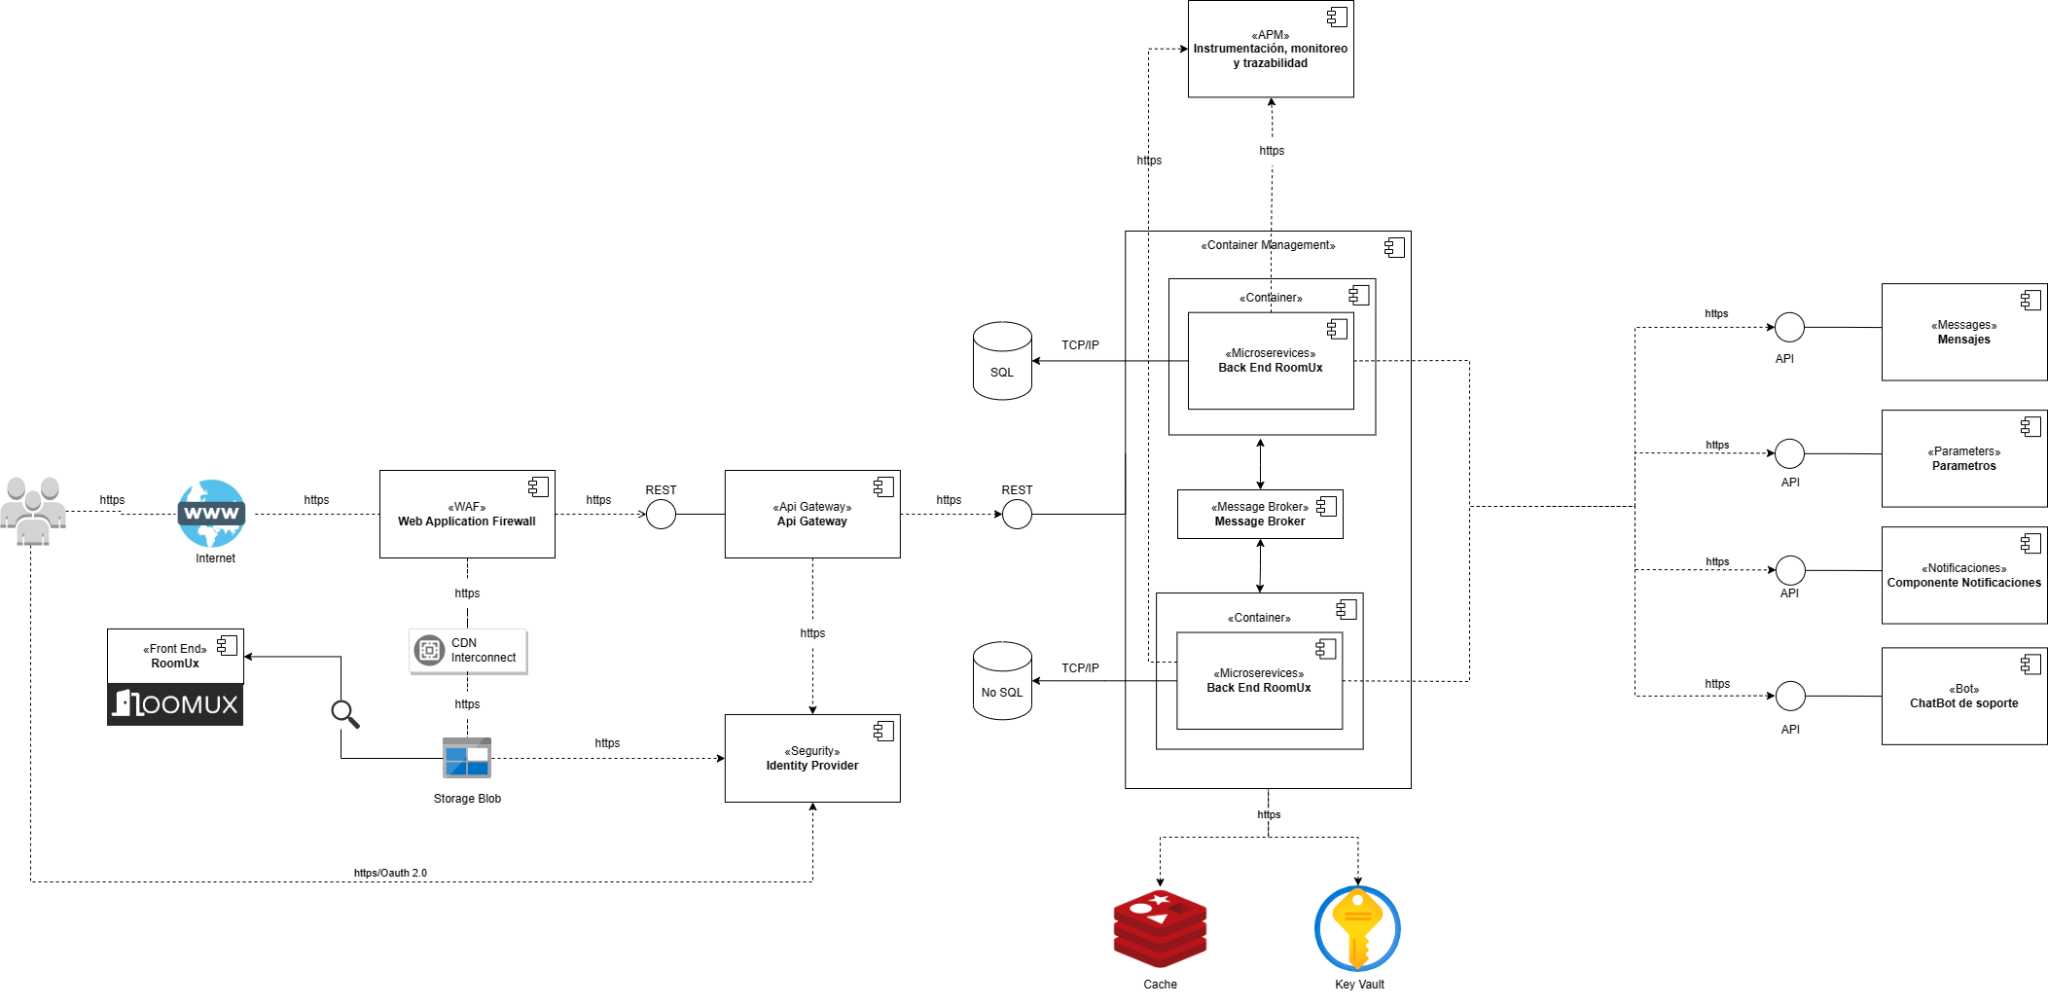 «APM»
Instrumentación, monitoreo
y trazabilidad
https
https
«Container Management»
«Container»
«Microserevices»
Back End RoomUx
TCP/IP
SQL
https
API
«Messages»
Mensajes
https
API
«Parameters»
Parametros
https
WWW
Internet
https
«WAF»
Web Application Firewall
https
REST
«Api Gateway»
Api Gateway
https
REST
«Message Broker»
Message Broker
https
API
«Notificaciones»
Componente Notificaciones
https
CDN
Interconnect
https
«Front End»
RoomUx
ROOMUX
https
Storage Blob
https
«Segurity»
Identity Provider
https/Oauth 2.0
«Container»
«Microserevices»
Back End RoomUx
TCP/IP
No SQL
https
API
«Bot»
ChatBot de soporte
https
Cache
Key Vault